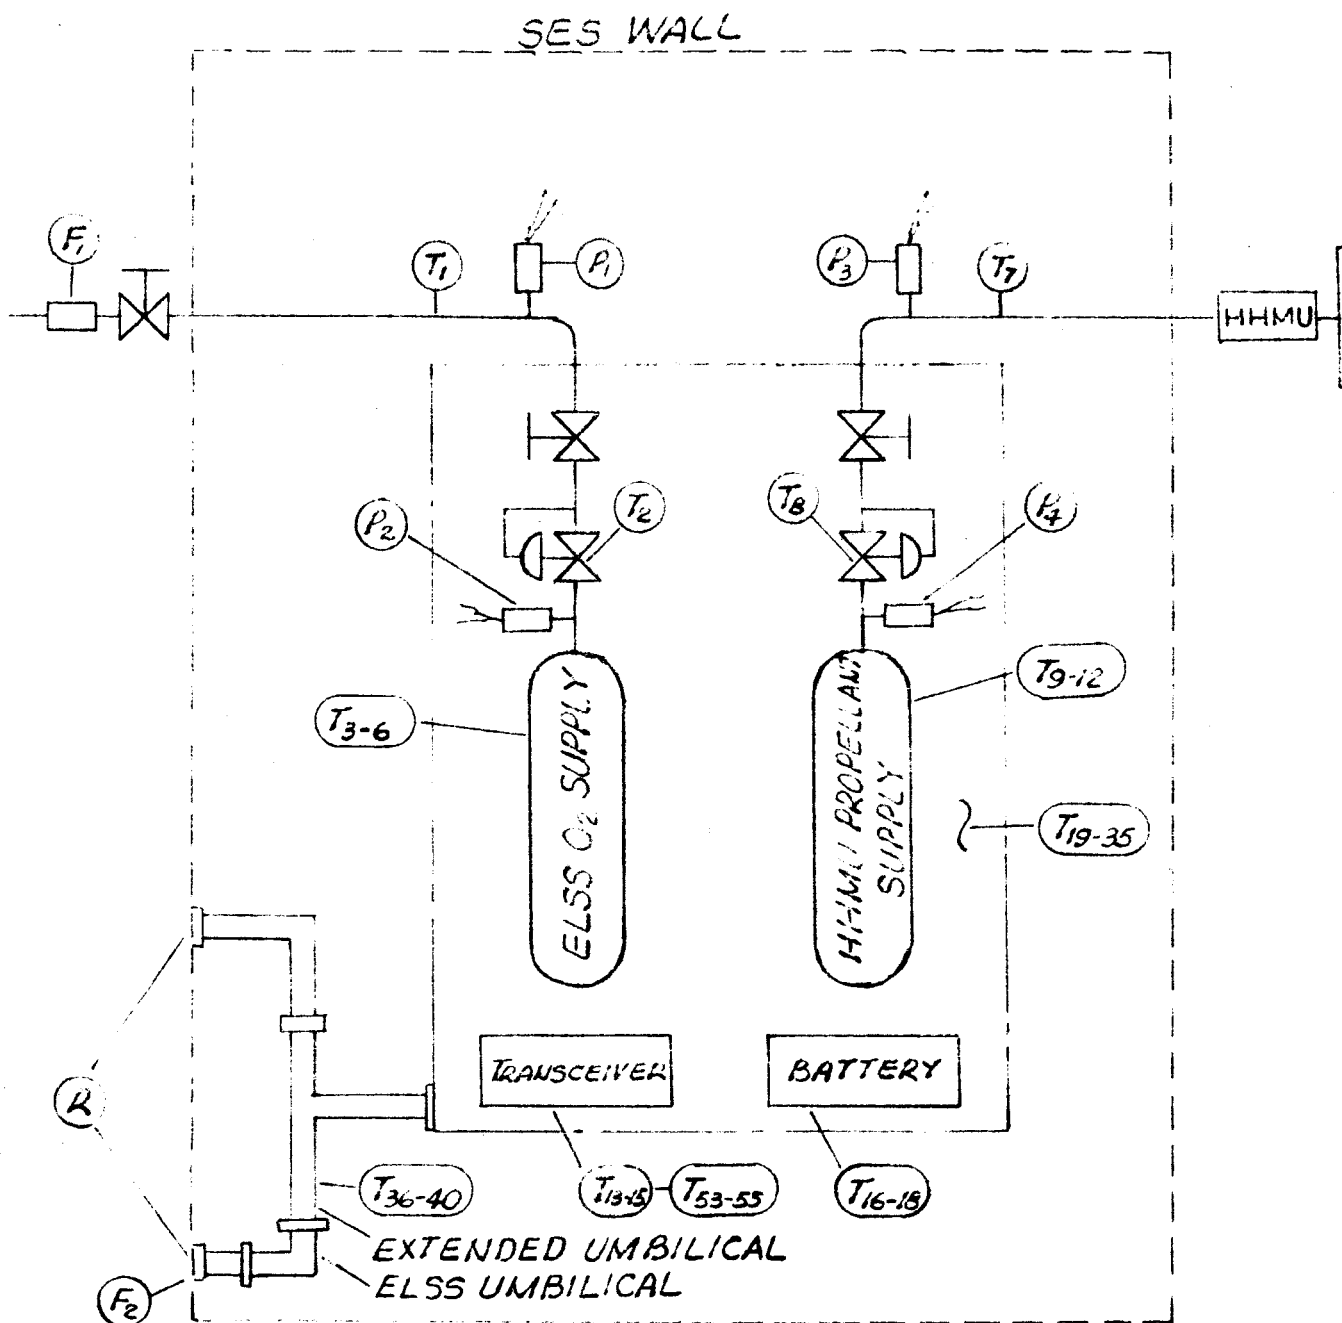 SES WALL
F1
T1
P1
P3
T7
HHMU
P2
T2
T8
P4
T3-6
ELSS O2 SUPPLY
HHMU PROPELLANT
SUPPLY
T9-12
T19-35
R
TRANSCEIVER
BATTERY
T36-40
T13-15
T53-55
T16-18
EXTENDED UMBILICAL
ELSS UMBILICAL
F2